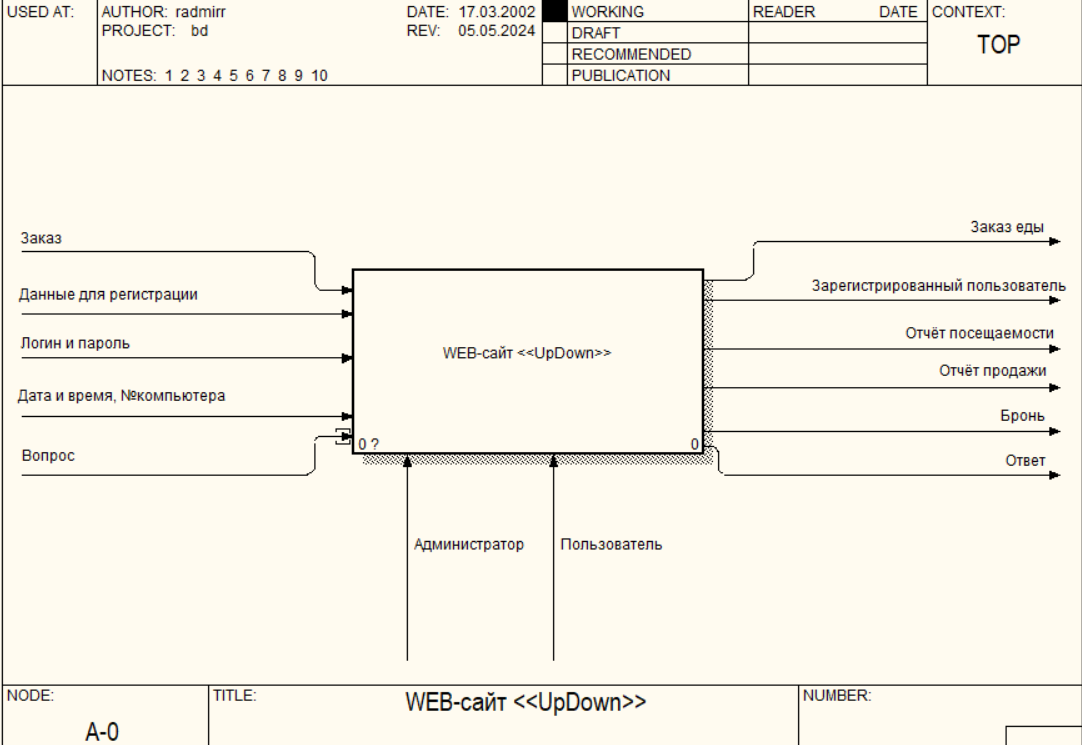 USED AT:
AUTHOR: radmirr
PROJECT: bd
NOTES: 1 2 3 4 5 6 7 8 9 10
DATE: 17.03.2002
REV: 05.05.2024
WORKING
DRAFT
RECOMMENDED
PUBLICATION
READER DATE
CONTEXT:
TOP
Заказ
Данные для регистрации
Логин и пароль
Дата и время, №компьютера
Вопрос
WEB-сайт <<UpDown>>
0 ?
0
Заказ еды
Зарегистрированный пользователь
Отчёт посещаемости
Отчёт продажи
Бронь
Ответ
Администратор
Пользователь
NODE:
A-0
TITLE:
WEB-сайт <<UpDown>>
NUMBER: